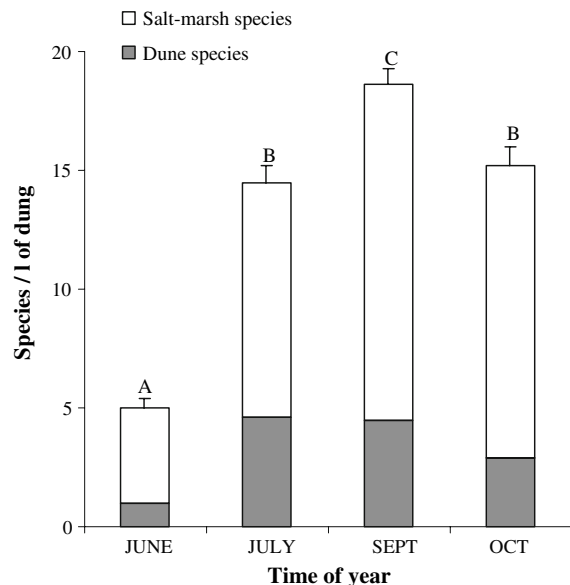 Salt-marsh species
Dune species
20
15
10
5
0
Species / l of dung
A
B
C
B
JUNE JULY SEPT OCT
Time of year